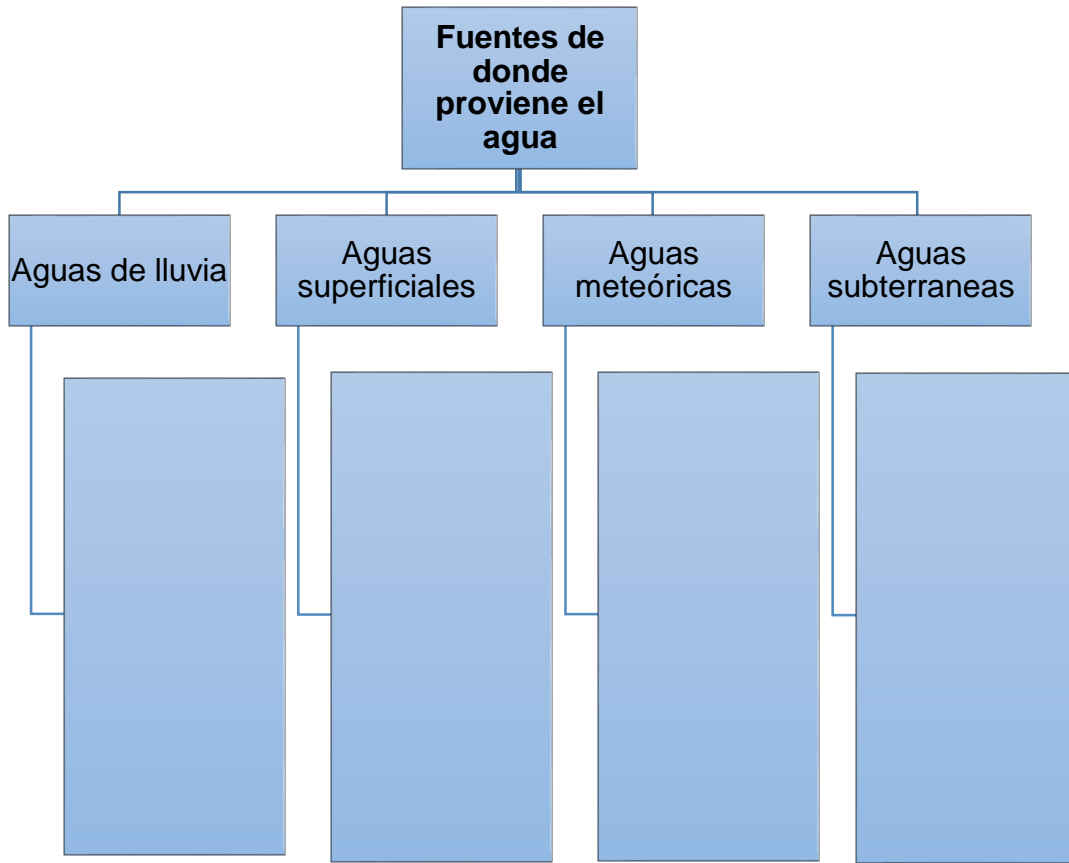 Fuentes de
donde
proviene el
agua
Aguas de lluvia
Aguas
superficiales
Aguas
meteóricas
Aguas
subterraneas